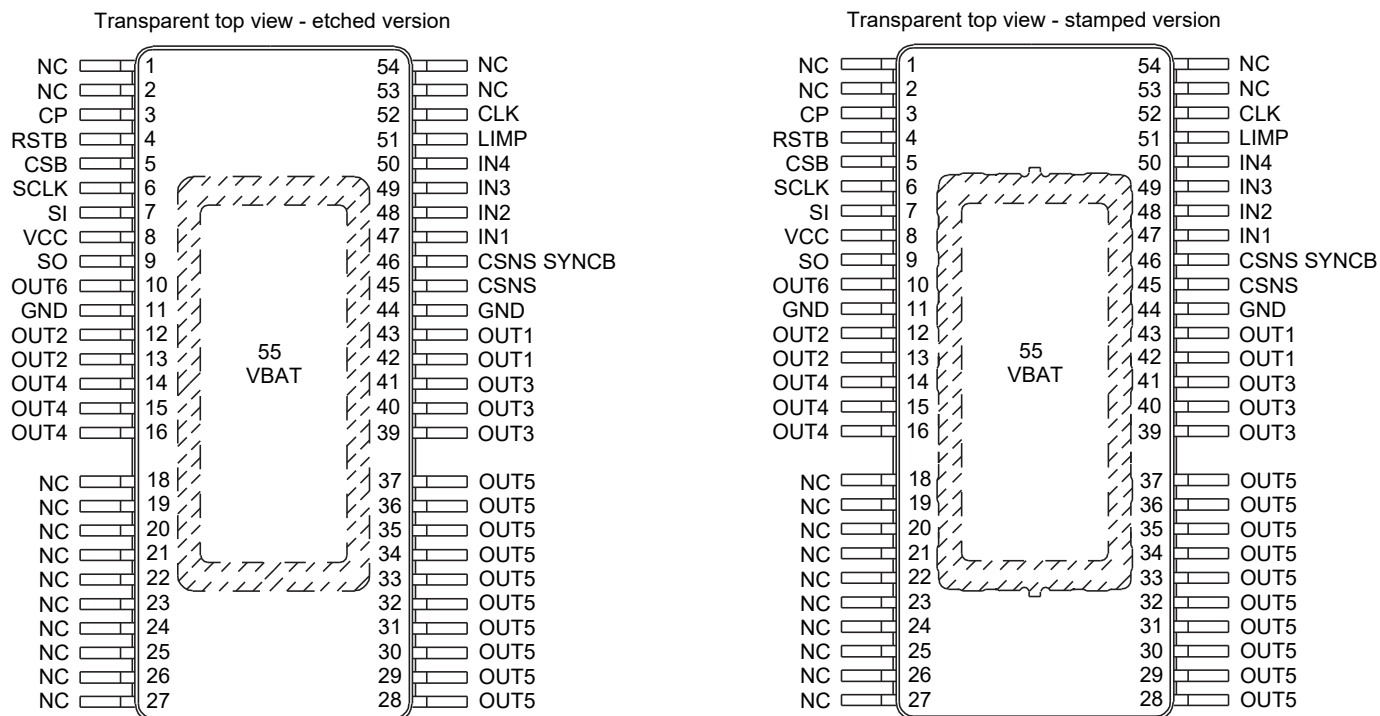 Transparent top view - etched version
NC 1 54 NC
NC 2 53 NC
CP 3 52 CLK
RSTB 4 51 LIMP
CSB 5 50 IN4
SCLK 6 49 IN3
SI 7 48 IN2
VCC 8 47 IN1
SO 9 46 CSNS SYNCB
OUT6 10 45 CSNS
GND 11 44 GND
OUT2 12 43 OUT1
OUT2 13 42 OUT1
55
VBAT
OUT4 14 41 OUT3
OUT4 15 40 OUT3
OUT4 16 39 OUT3
NC 18 37 OUT5
NC 19 36 OUT5
NC 20 35 OUT5
NC 21 34 OUT5
NC 22 33 OUT5
NC 23 32 OUT5
NC 24 31 OUT5
NC 25 30 OUT5
NC 26 29 OUT5
NC 27 28 OUT5
Transparent top view - stamped version
NC 1 54 NC
NC 2 53 NC
CP 3 52 CLK
RSTB 4 51 LIMP
CSB 5 50 IN4
SCLK 6 49 IN3
SI 7 48 IN2
VCC 8 47 IN1
SO 9 46 CSNS SYNCB
OUT6 10 45 CSNS
GND 11 44 GND
OUT2 12 43 OUT1
OUT2 13 42 OUT1
55
VBAT
OUT4 14 41 OUT3
OUT4 15 40 OUT3
OUT4 16 39 OUT3
NC 18 37 OUT5
NC 19 36 OUT5
NC 20 35 OUT5
NC 21 34 OUT5
NC 22 33 OUT5
NC 23 32 OUT5
NC 24 31 OUT5
NC 25 30 OUT5
NC 26 29 OUT5
NC 27 28 OUT5